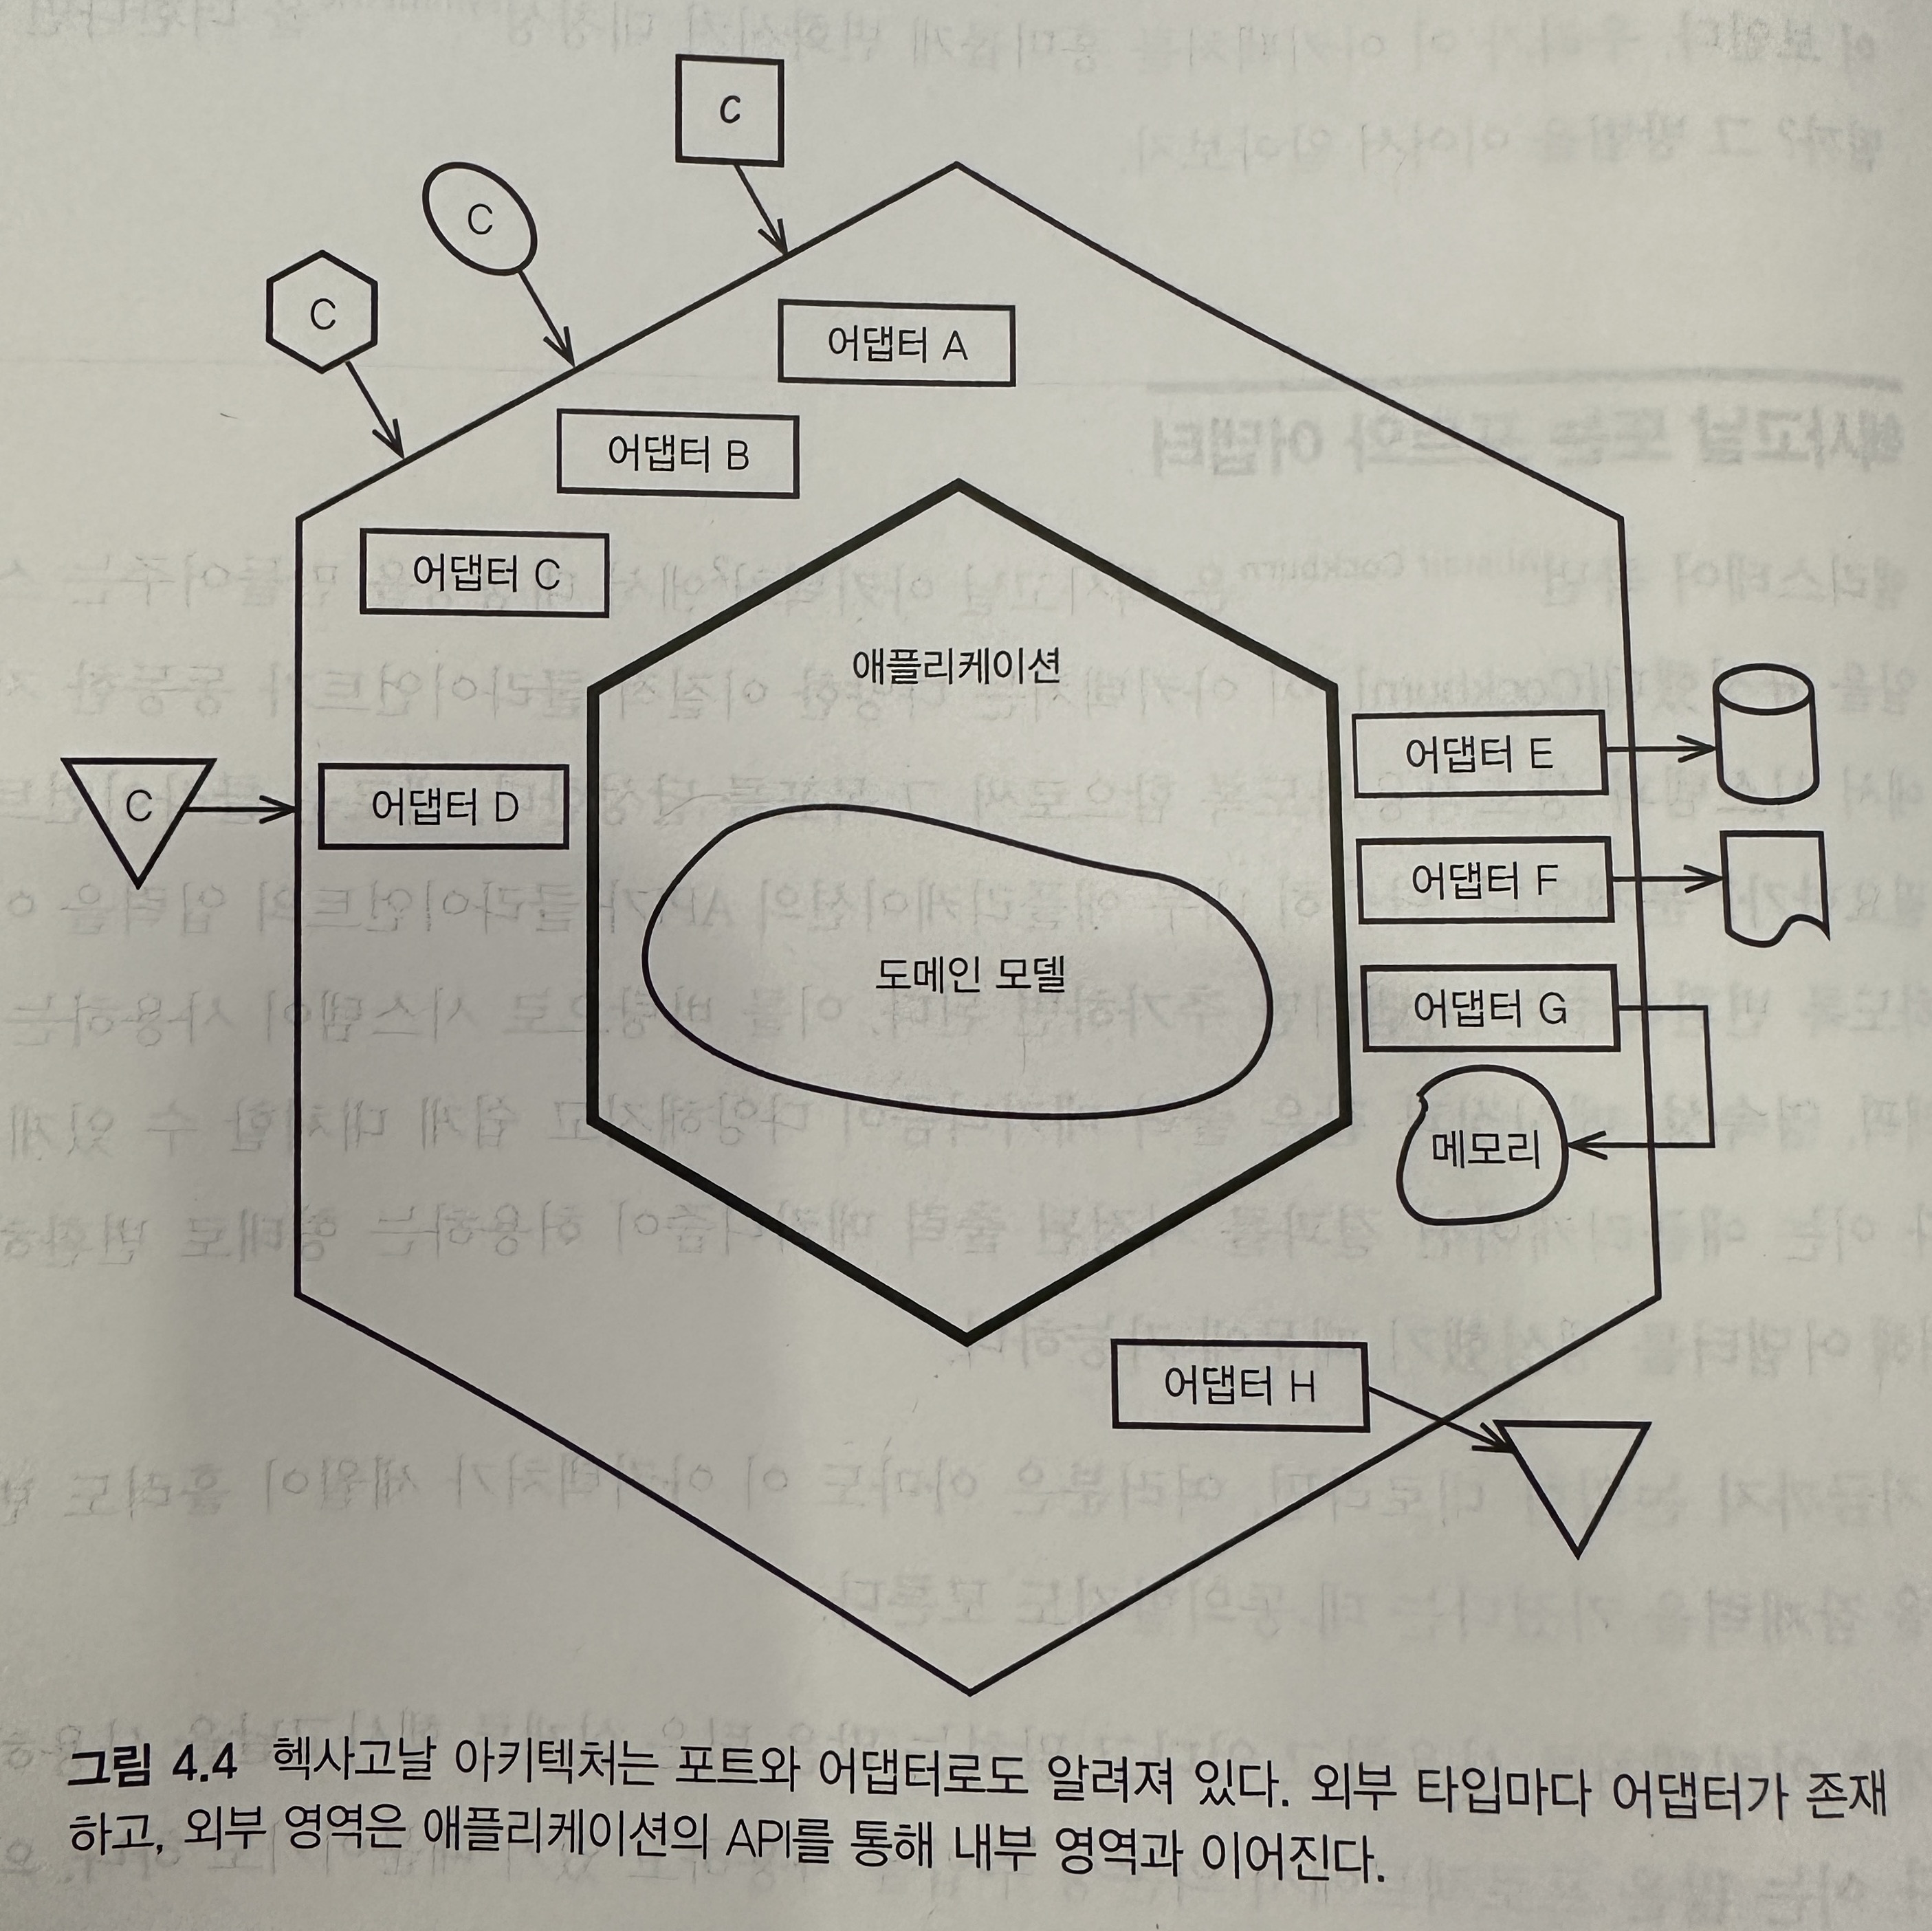 C
C
C
어댑터 A
어댑터 B
어댑터 C
애플리케이션
어댑터 E
C
어댑터 D
어댑터 F
도메인 모델
어댑터 G
메모리
어댑터 H
그림 4.4 헥사고날 아키텍처는 포트와 어댑터로도 알려져 있다. 외부 타입마다 어댑터가 존재
하고, 외부 영역은 애플리케이션의 API를 통해 내부 영역과 이어진다.